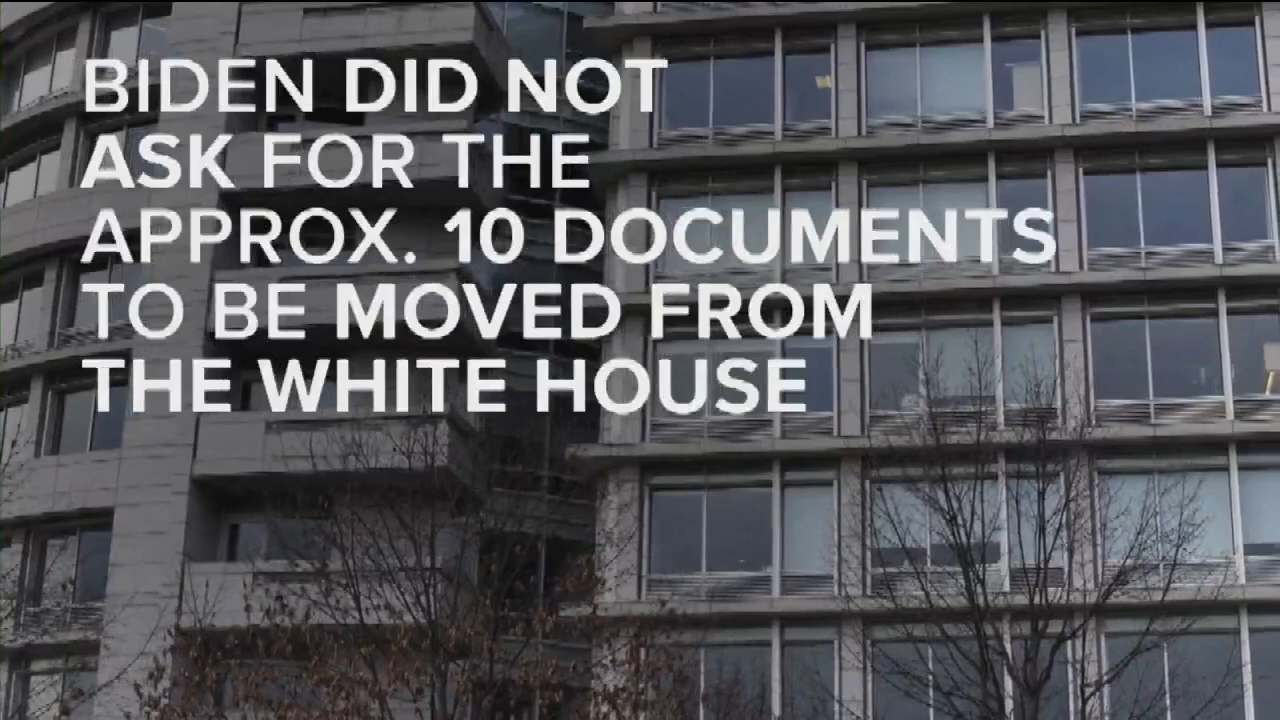 BIDEN DID NOT
ASK FOR THE
APPROX. 10 DOCUMENTS
TO BE MOVED FROM
THE WHITE HOUSE